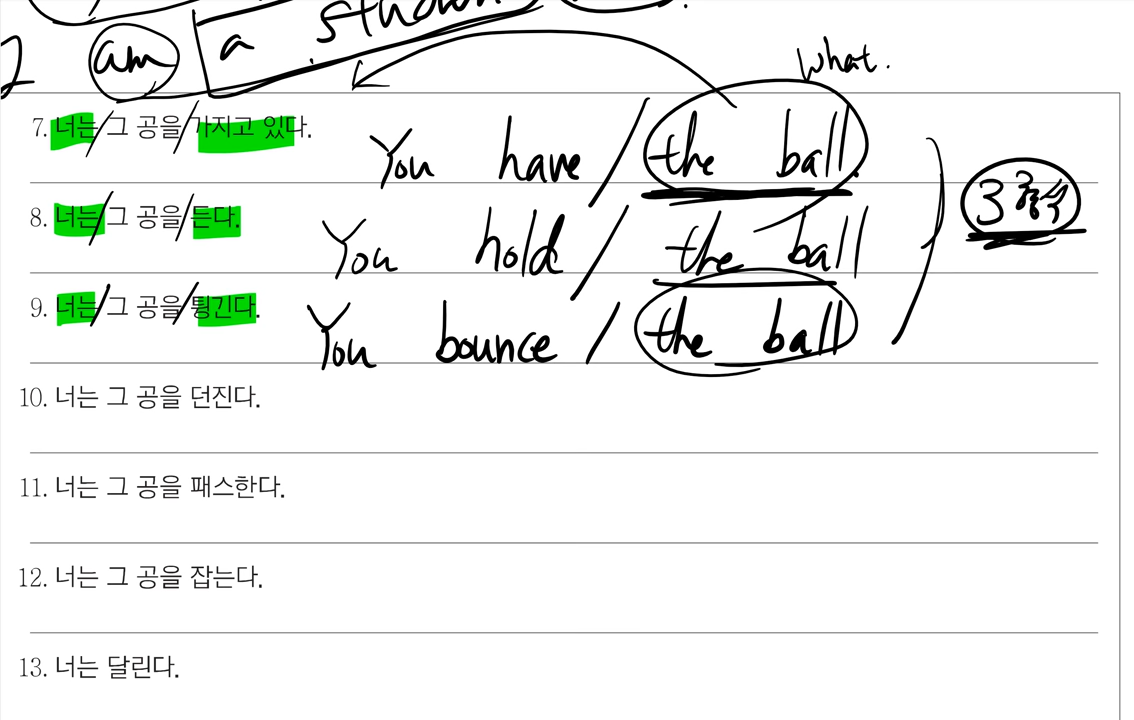 I am a student
What.
7. 너는 / 그 공을 / 가지고 있다. You have / the ball.
8. 너는 / 그 공을 / 든다. You hold / the ball
3 형식
9. 너는 / 그 공을 / 튕긴다. You bounce / the ball
10. 너는 그 공을 던진다.
11. 너는 그 공을 패스한다.
12. 너는 그 공을 잡는다.
13. 너는 달린다.